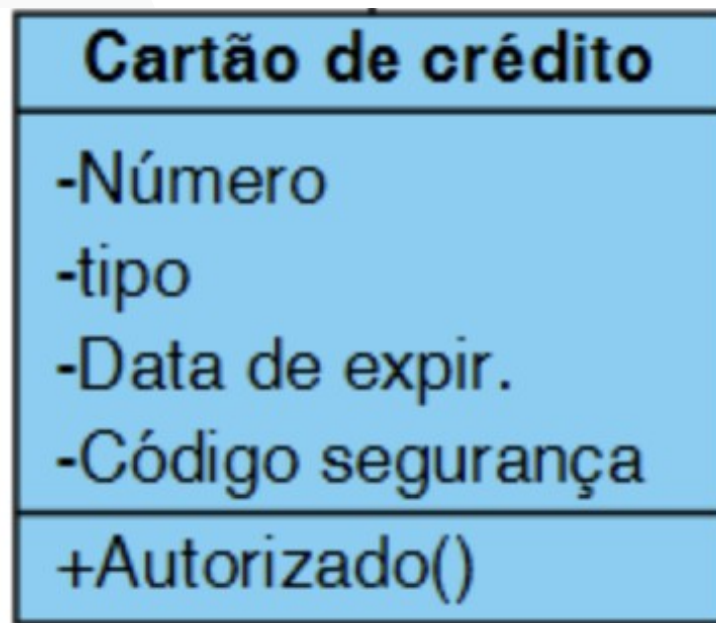 Cartão de crédito
-Número
-tipo
-Data de expir.
-Código segurança
+Autorizado()